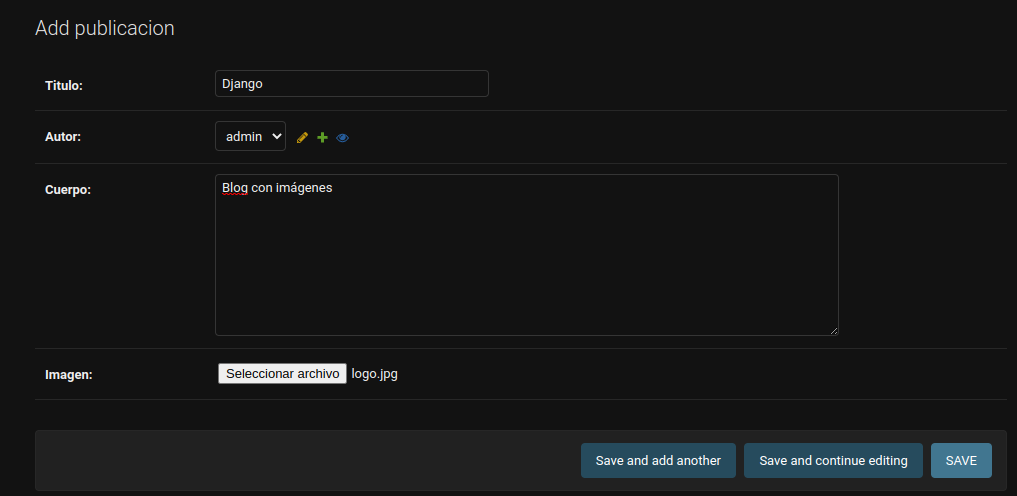 Add publicacion
Titulo: Django
Autor: admin
Cuerpo: Blog con imágenes
Imagen: Seleccionar archivo logo.jpg
Save and add another Save and continue editing SAVE